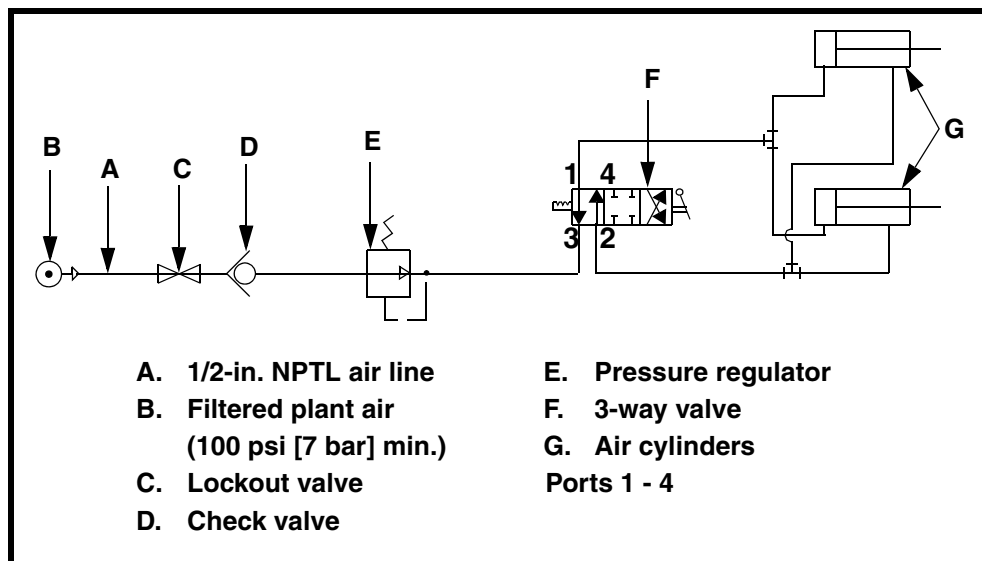 F
B
A
C
D
E
G
1 4
3 2
A. 1/2-in. NPTL air line
B. Filtered plant air
(100 psi [7 bar] min.)
C. Lockout valve
D. Check valve
E. Pressure regulator
F. 3-way valve
G. Air cylinders
Ports 1 - 4